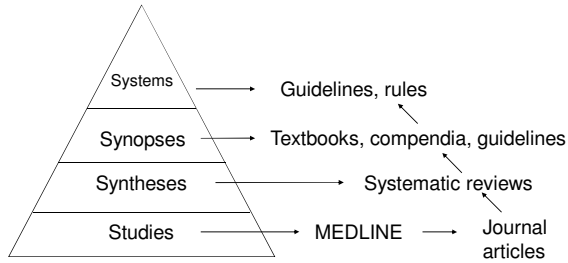 Systems
Guidelines, rules
Synopses
Textbooks, compendia, guidelines
Syntheses
Systematic reviews
Studies
MEDLINE
Journal
articles